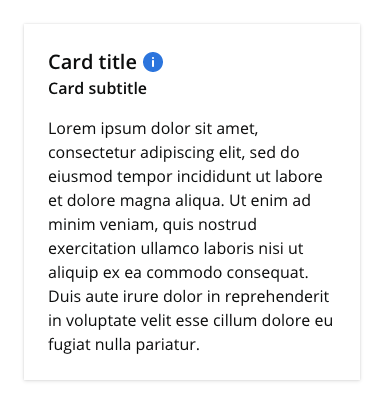 Card title i
Card subtitle
Lorem ipsum dolor sit amet,
consectetur adipiscing elit, sed do
eiusmod tempor incididunt ut labore
et dolore magna aliqua. Ut enim ad
minim veniam, quis nostrud
exercitation ullamco laboris nisi ut
aliquip ex ea commodo consequat.
Duis aute irure dolor in reprehenderit
in voluptate velit esse cillum dolore eu
fugiat nulla pariatur.